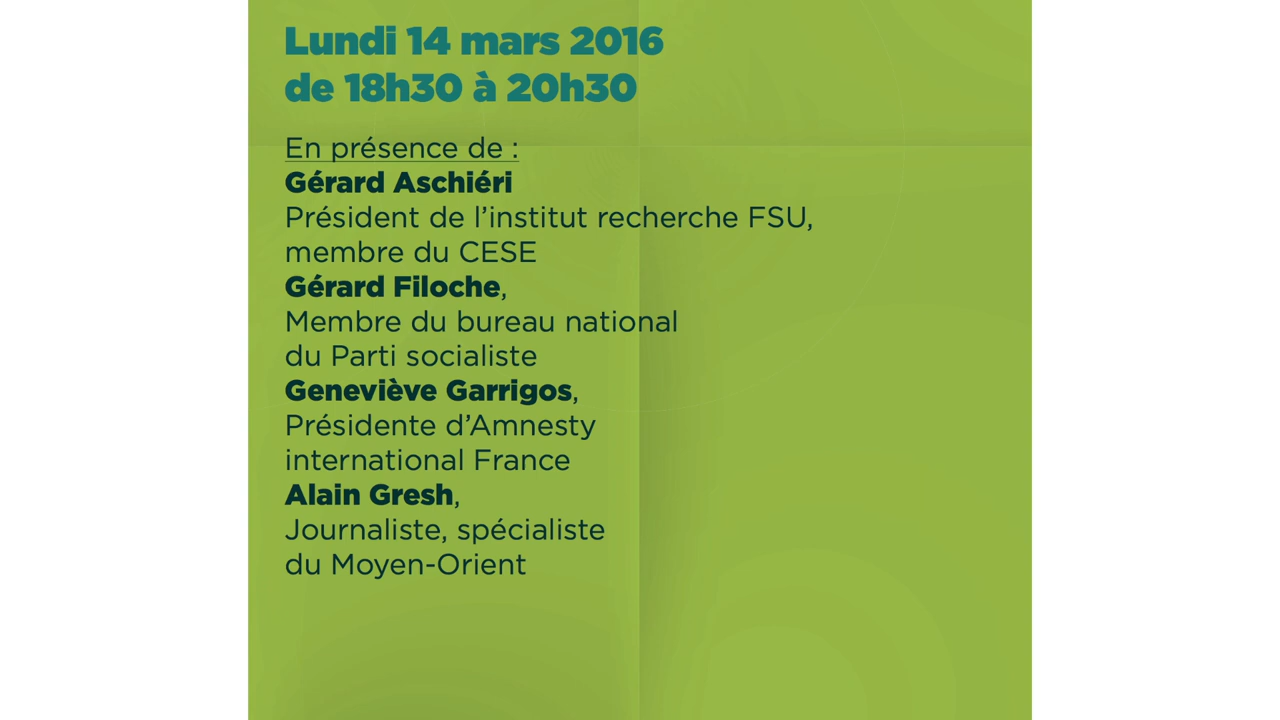 Lundi 14 mars 2016
de 18h30 à 20h30
En présence de :
Gérard Aschiéri
Président de l’institut recherche FSU,
membre du CESE
Gérard Filoche,
Membre du bureau national
du Parti socialiste
Geneviève Garrigos,
Présidente d’Amnesty
international France
Alain Gresh,
Journaliste, spécialiste
du Moyen-Orient